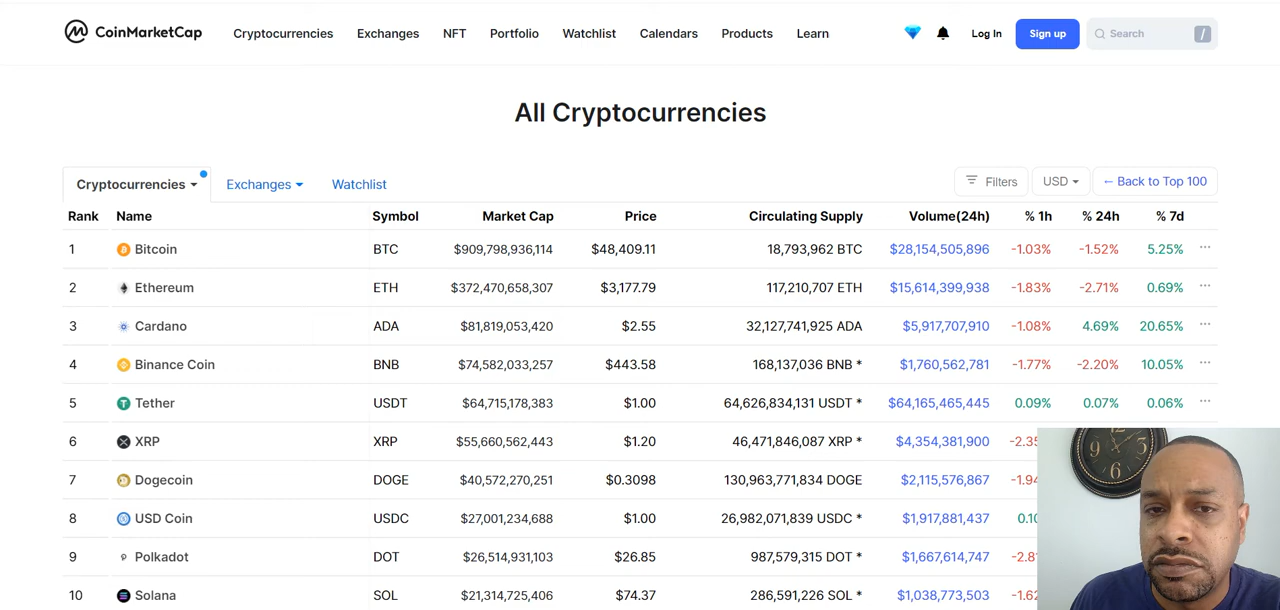 CoinMarketCap Cryptocurrencies Exchanges NFT Portfolio Watchlist Calendars Products Learn Log In Sign up Search /
All Cryptocurrencies
Cryptocurrencies Exchanges Watchlist Filters USD ← Back to Top 100
Rank Name Symbol Market Cap Price Circulating Supply Volume(24h) % 1h % 24h % 7d
1 Bitcoin BTC $909,798,936,114 $48,409.11 18,793,962 BTC $28,154,505,896 -1.03% -1.52% 5.25% ...
2 Ethereum ETH $372,470,658,307 $3,177.79 117,210,707 ETH $15,614,399,938 -1.83% -2.71% 0.69% ...
3 Cardano ADA $81,819,053,420 $2.55 32,127,741,925 ADA $5,917,707,910 -1.08% 4.69% 20.65% ...
4 Binance Coin BNB $74,582,033,257 $443.58 168,137,036 BNB * $1,760,562,781 -1.77% -2.20% 10.05% ...
5 Tether USDT $64,715,178,383 $1.00 64,626,834,131 USDT * $64,165,465,445 0.09% 0.07% 0.06% ...
6 XRP XRP $55,660,562,443 $1.20 46,471,846,087 XRP * $4,354,381,900 -2.35
7 Dogecoin DOGE $40,572,270,251 $0.3098 130,963,771,834 DOGE $2,115,576,867 -1.94
8 USD Coin USDC $27,001,234,688 $1.00 26,982,071,839 USDC * $1,917,881,437 0.10
9 Polkadot DOT $26,514,931,103 $26.85 987,579,315 DOT * $1,667,614,747 -2.8
10 Solana SOL $21,314,725,406 $74.37 286,591,226 SOL * $1,038,773,503 -1.62